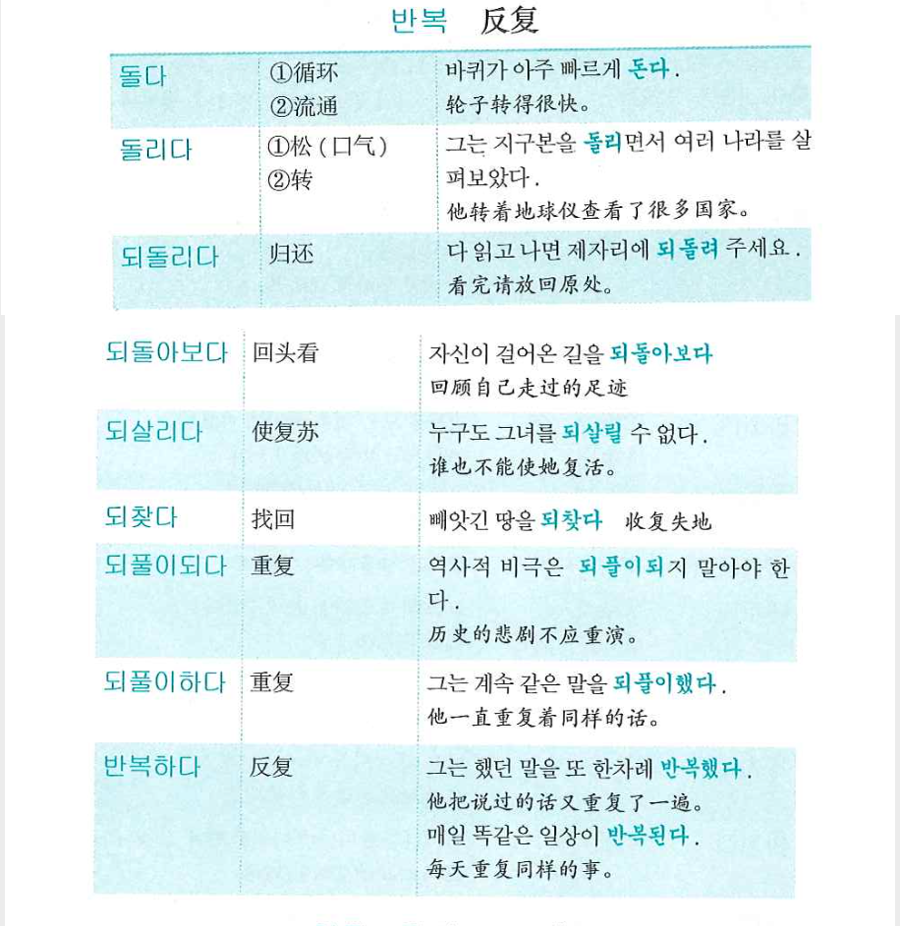 반복 反复
돌다 ①循环 바퀴가 아주 빠르게 돈다.
②流通 轮子转得很快。
돌리다 ①松(口气) 그는 지구본을 돌리면서 여러 나라를 살
②转 펴보았다.
他转着地球仪查看了很多国家。
되돌리다 归还 다 읽고 나면 제자리에 되돌려 주세요.
看完请放回原处。
되돌아보다 回头看 자신이 걸어온 길을 되돌아보다
回顾自己走过的足迹
되살리다 使复苏 누구도 그녀를 되살릴 수 없다.
谁也不能使她复活。
되찾다 找回 빼앗긴 땅을 되찾다 收复失地
되풀이되다 重复 역사적 비극은 되풀이되지 말아야 한
다.
历史的悲剧不应重演。
되풀이하다 重复 그는 계속 같은 말을 되풀이했다.
他一直重复着同样的话。
반복하다 反复 그는 했던 말을 또 한차례 반복했다.
他把说过的话又重复了一遍。
매일 똑같은 일상이 반복된다.
每天重复同样的事。